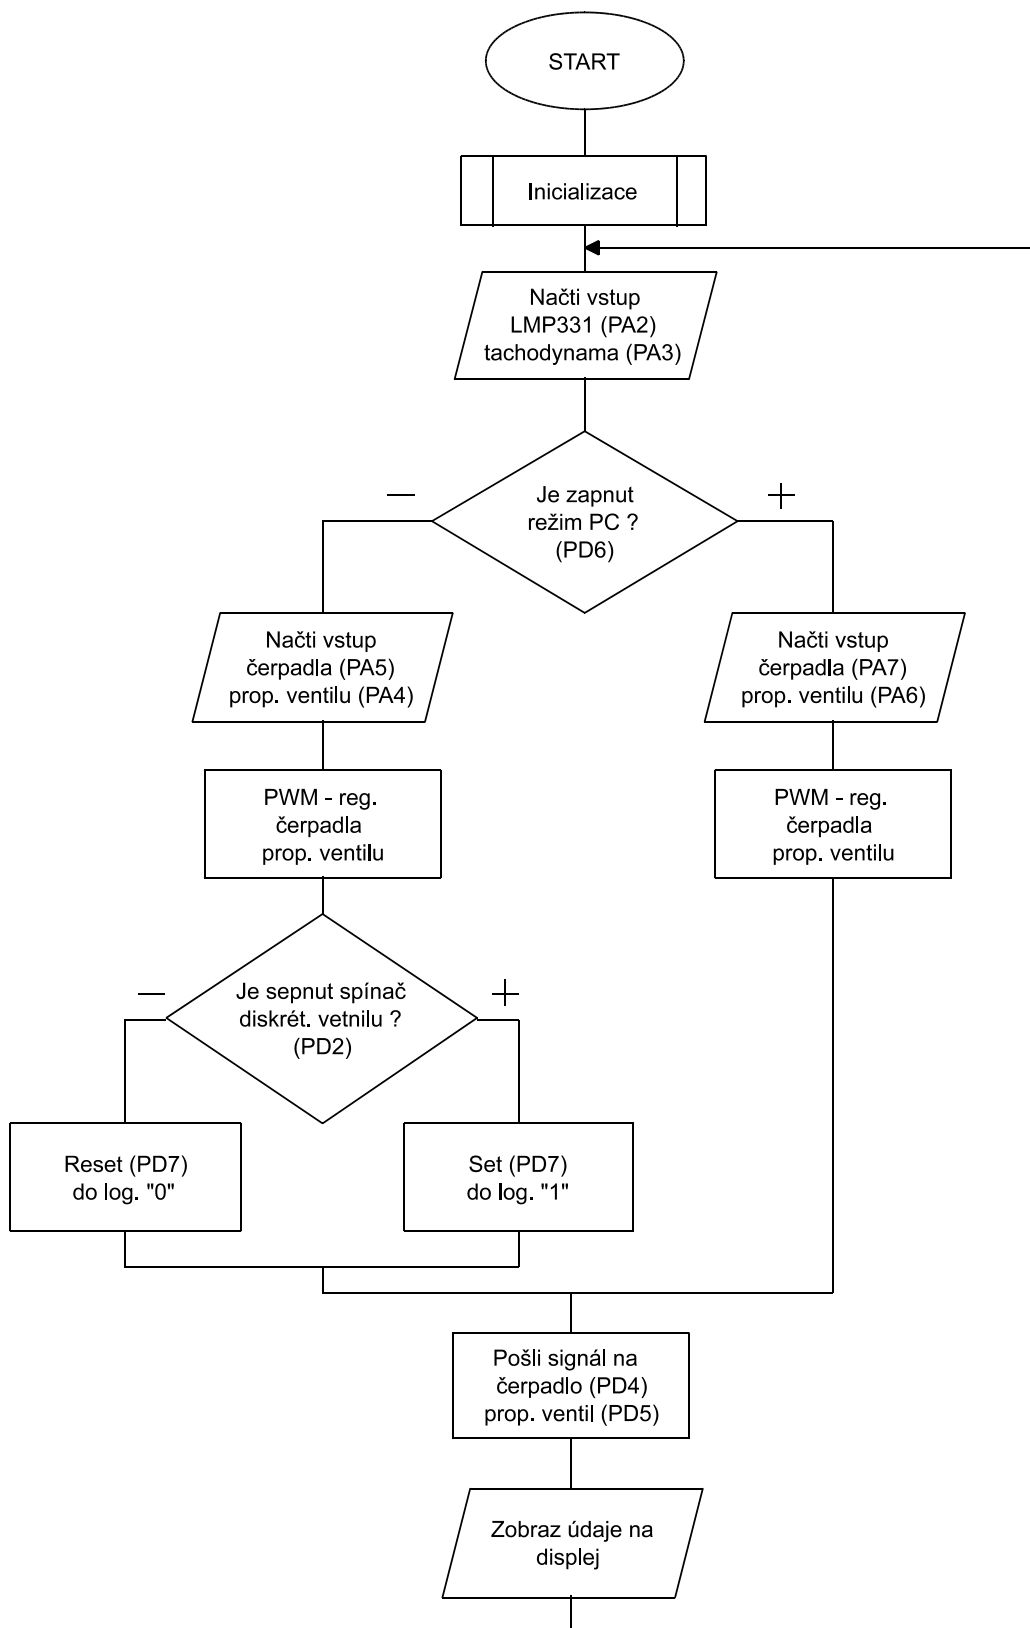 START
Inicializace
Načti vstup
LMP331 (PA2)
tachodynama (PA3)
Je zapnut
režim PC ?
(PD6)
Načti vstup
čerpadla (PA5)
prop. ventilu (PA4)
Načti vstup
čerpadla (PA7)
prop. ventilu (PA6)
PWM - reg.
čerpadla
prop. ventilu
PWM - reg.
čerpadla
prop. ventilu
Je sepnut spínač
diskrét. vetnilu ?
(PD2)
Reset (PD7)
do log. "0"
Set (PD7)
do log. "1"
Pošli signál na
čerpadlo (PD4)
prop. ventil (PD5)
Zobraz údaje na
displej